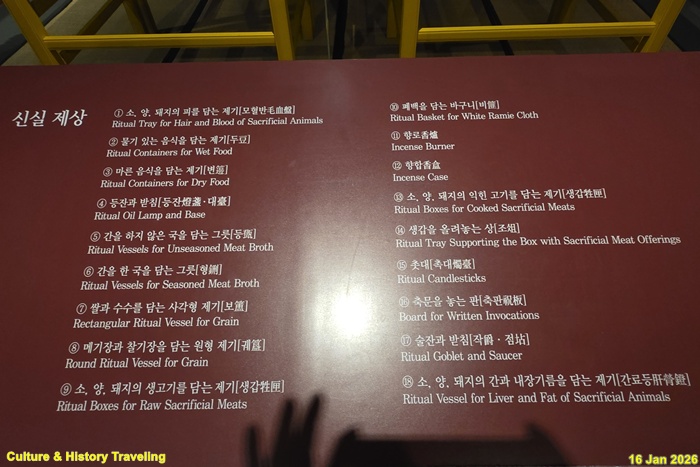 신실 제상
① 소, 양, 돼지의 피를 담는 제기[모혈반毛血盤]
Ritual Tray for Hair and Blood of Sacrificial Animals
② 물기 있는 음식을 담는 제기[두豆]
Ritual Containers for Wet Food
③ 마른 음식을 담는 제기[변籩]
Ritual Containers for Dry Food
④ 등잔과 받침[등잔燈盞·대臺]
Ritual Oil Lamp and Base
⑤ 간을 하지 않은 국을 담는 그릇[등㽅]
Ritual Vessels for Unseasoned Meat Broth
⑥ 간을 한 국을 담는 그릇[형鉶]
Ritual Vessels for Seasoned Meat Broth
⑦ 쌀과 수수를 담는 사각형 제기[보簠]
Rectangular Ritual Vessel for Grain
⑧ 메기장과 찰기장을 담는 원형 제기[궤簋]
Round Ritual Vessel for Grain
⑨ 소, 양, 돼지의 생고기를 담는 제기[생갑牲匣]
Ritual Boxes for Raw Sacrificial Meats
⑩ 폐백을 담는 바구니[비篚]
Ritual Basket for White Ramie Cloth
⑪ 향로香爐
Incense Burner
⑫ 향합香盒
Incense Case
⑬ 소, 양, 돼지의 익힌 고기를 담는 제기[생갑牲匣]
Ritual Boxes for Cooked Sacrificial Meats
⑭ 생갑을 올려놓는 상[조俎]
Ritual Tray Supporting the Box with Sacrificial Meat Offerings
⑮ 촛대[촉대燭臺]
Ritual Candlesticks
⑯ 축문을 놓는 판[축판祝板]
Board for Written Invocations
⑰ 술잔과 받침[작爵·점坫]
Ritual Goblet and Saucer
⑱ 소, 양, 돼지의 간과 내장기름을 담는 제기[간료등肝膋鐙]
Ritual Vessel for Liver and Fat of Sacrificial Animals
Culture & History Traveling
16 Jan 2026